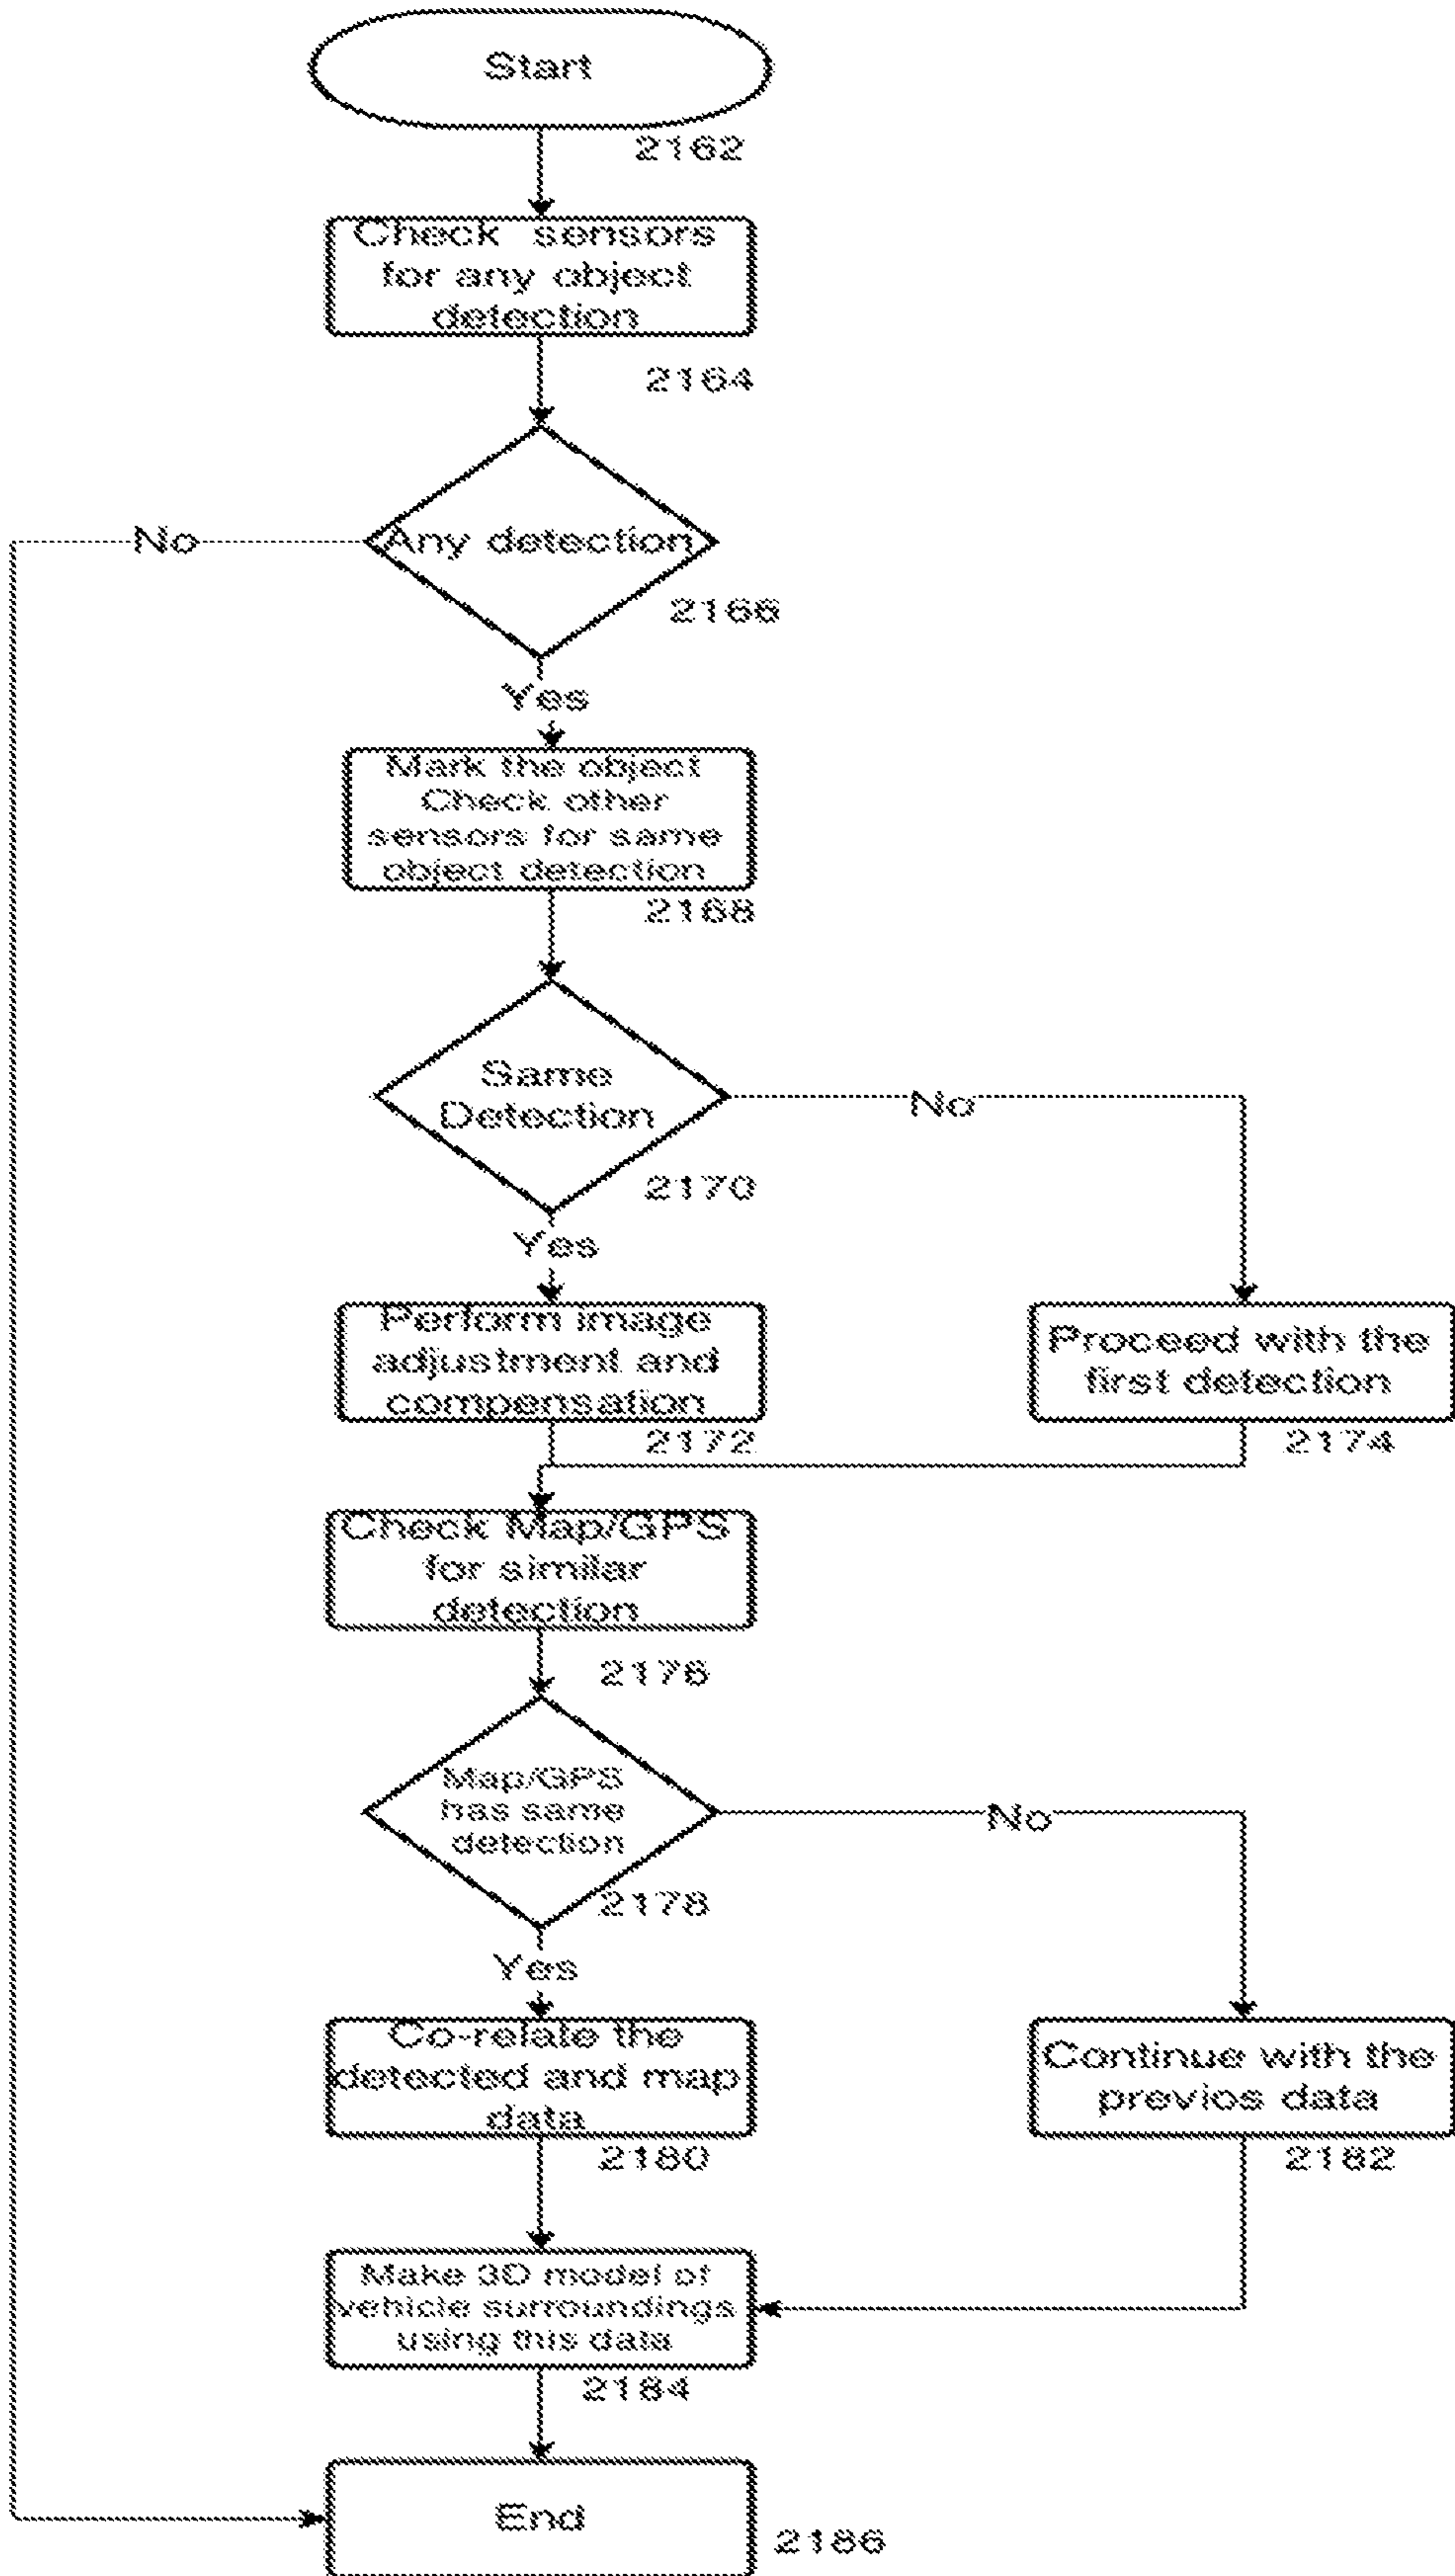 Start
2162
Check sensors
for any object
detection
2164
Any detection
No
2166
Yes
Mark the object
Check other
sensors for same
object detection
2168
Same
Detection
No
2170
Yes
Perform image
adjustment and
compensation
2172
Proceed with the
first detection
2174
Check Map/GPS
for similar
detection
2176
Map/GPS
has same
detection
No
2178
Yes
Co-relate the
detected and map
data
2180
Continue with the
previos data
2182
Make 3D model of
vehicle surroundings
using this data
2184
End
2186